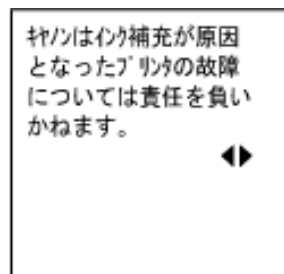 ｷﾔﾉﾝはｲﾝｸ補充が原因
となったﾌﾟﾘﾝﾀの故障
については責任を負い
かねます。